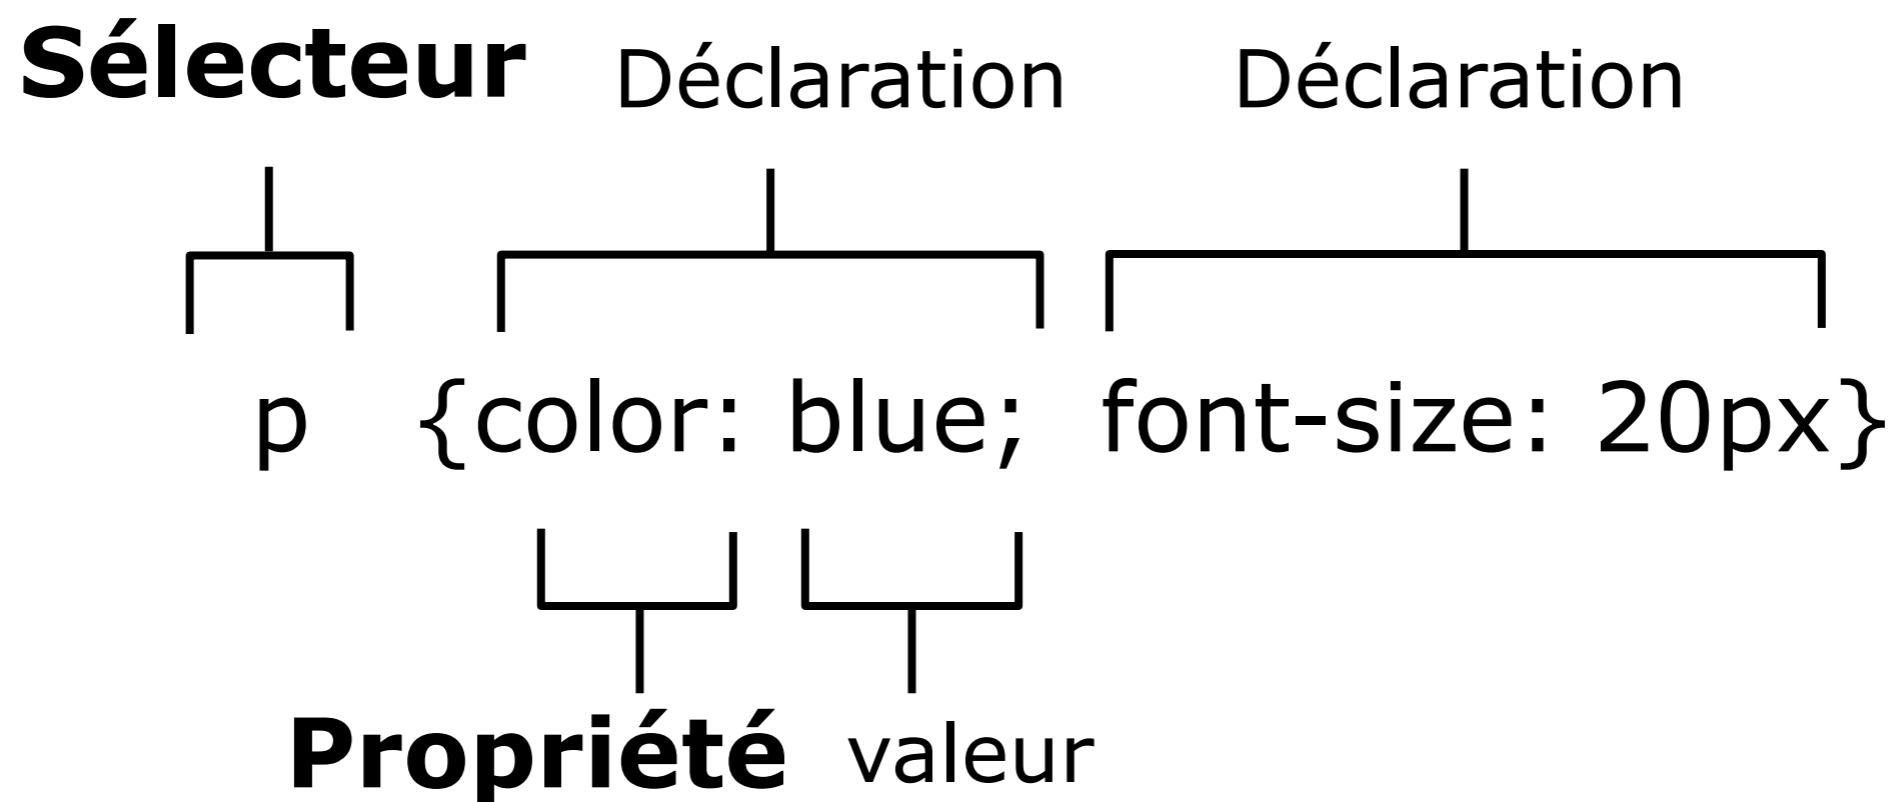 Sélecteur Déclaration Déclaration
p {color: blue; font-size: 20px}
Propriété valeur